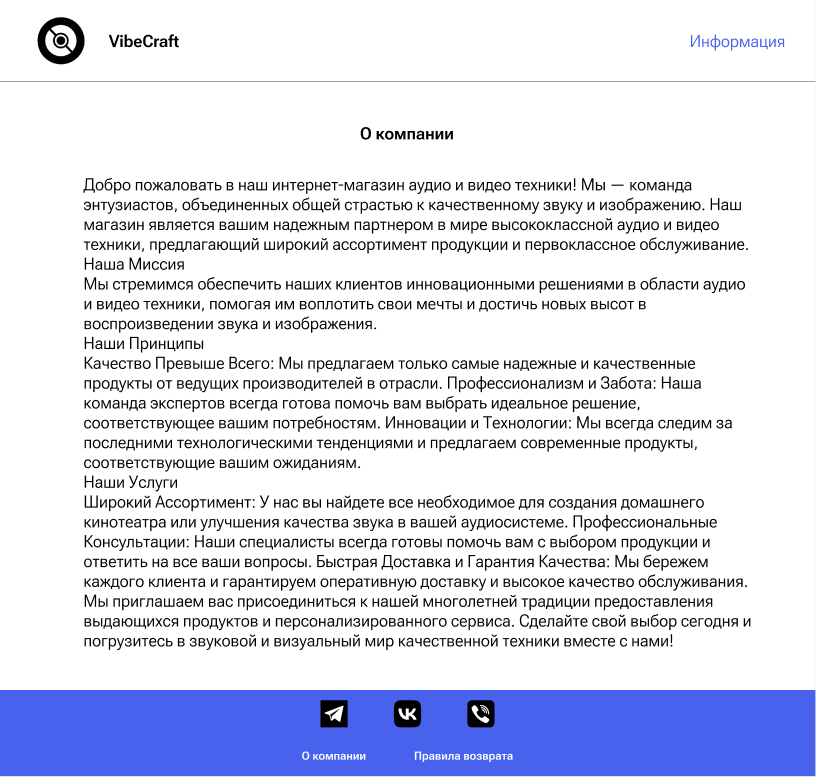 VibeCraft
Информация
О компании
Добро пожаловать в наш интернет-магазин аудио и видео техники! Мы — команда
энтузиастов, объединенных общей страстью к качественному звуку и изображению. Наш
магазин является вашим надежным партнером в мире высококлассной аудио и видео
техники, предлагающий широкий ассортимент продукции и первоклассное обслуживание.
Наша Миссия
Мы стремимся обеспечить наших клиентов инновационными решениями в области аудио
и видео техники, помогая им воплотить свои мечты и достичь новых высот в
воспроизведении звука и изображения.
Наши Принципы
Качество Превыше Всего: Мы предлагаем только самые надежные и качественные
продукты от ведущих производителей в отрасли. Профессионализм и Забота: Наша
команда экспертов всегда готова помочь вам выбрать идеальное решение,
соответствующее вашим потребностям. Инновации и Технологии: Мы всегда следим за
последними технологическими тенденциями и предлагаем современные продукты,
соответствующие вашим ожиданиям.
Наши Услуги
Широкий Ассортимент: У нас вы найдете все необходимое для создания домашнего
кинотеатра или улучшения качества звука в вашей аудиосистеме. Профессиональные
Консультации: Наши специалисты всегда готовы помочь вам с выбором продукции и
ответить на все ваши вопросы. Быстрая Доставка и Гарантия Качества: Мы бережем
каждого клиента и гарантируем оперативную доставку и высокое качество обслуживания.
Мы приглашаем вас присоединиться к нашей многолетней традиции предоставления
выдающихся продуктов и персонализированного сервиса. Сделайте свой выбор сегодня и
погрузитесь в звуковой и визуальный мир качественной техники вместе с нами!
О компании
Правила возврата